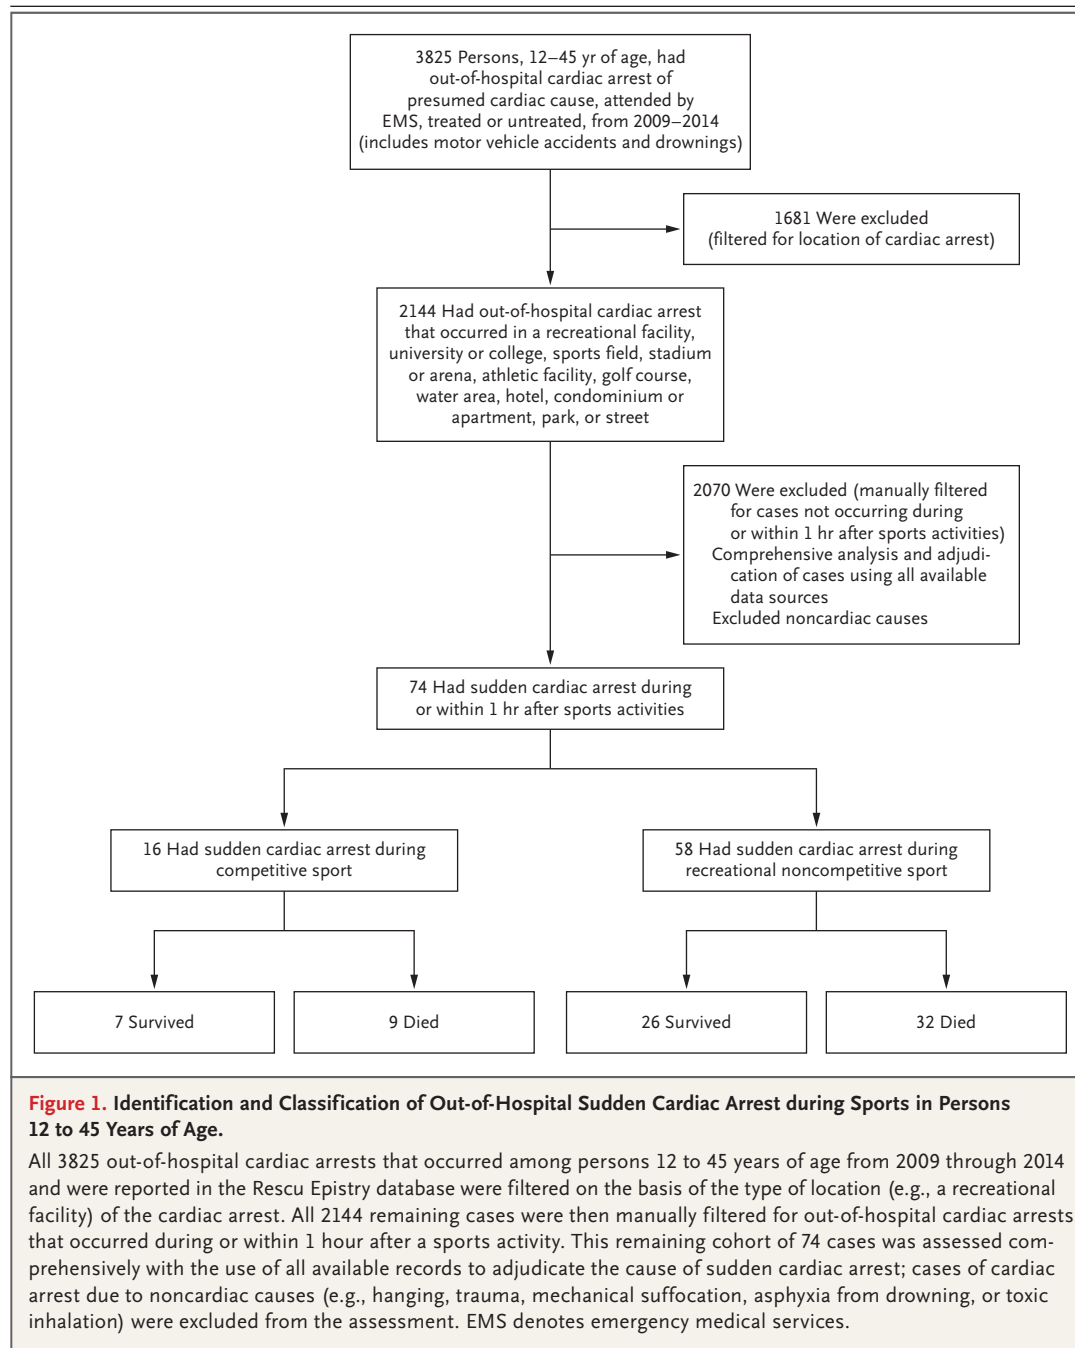 3825 Persons, 12–45 yr of age, had
out-of-hospital cardiac arrest of
presumed cardiac cause, attended by
EMS, treated or untreated, from 2009–2014
(includes motor vehicle accidents and drownings)
1681 Were excluded
(filtered for location of cardiac arrest)
2144 Had out-of-hospital cardiac arrest
that occurred in a recreational facility,
university or college, sports field, stadium
or arena, athletic facility, golf course,
water area, hotel, condominium or
apartment, park, or street
2070 Were excluded (manually filtered
for cases not occurring during
or within 1 hr after sports activities)
Comprehensive analysis and adjudi-
cation of cases using all available
data sources
Excluded noncardiac causes
74 Had sudden cardiac arrest during
or within 1 hr after sports activities
16 Had sudden cardiac arrest during
competitive sport
58 Had sudden cardiac arrest during
recreational noncompetitive sport
7 Survived
9 Died
26 Survived
32 Died
Figure 1. Identification and Classification of Out-of-Hospital Sudden Cardiac Arrest during Sports in Persons
12 to 45 Years of Age.
All 3825 out-of-hospital cardiac arrests that occurred among persons 12 to 45 years of age from 2009 through 2014
and were reported in the Rescu Epistry database were filtered on the basis of the type of location (e.g., a recreational
facility) of the cardiac arrest. All 2144 remaining cases were then manually filtered for out-of-hospital cardiac arrests
that occurred during or within 1 hour after a sports activity. This remaining cohort of 74 cases was assessed com-
prehensively with the use of all available records to adjudicate the cause of sudden cardiac arrest; cases of cardiac
arrest due to noncardiac causes (e.g., hanging, trauma, mechanical suffocation, asphyxia from drowning, or toxic
inhalation) were excluded from the assessment. EMS denotes emergency medical services.